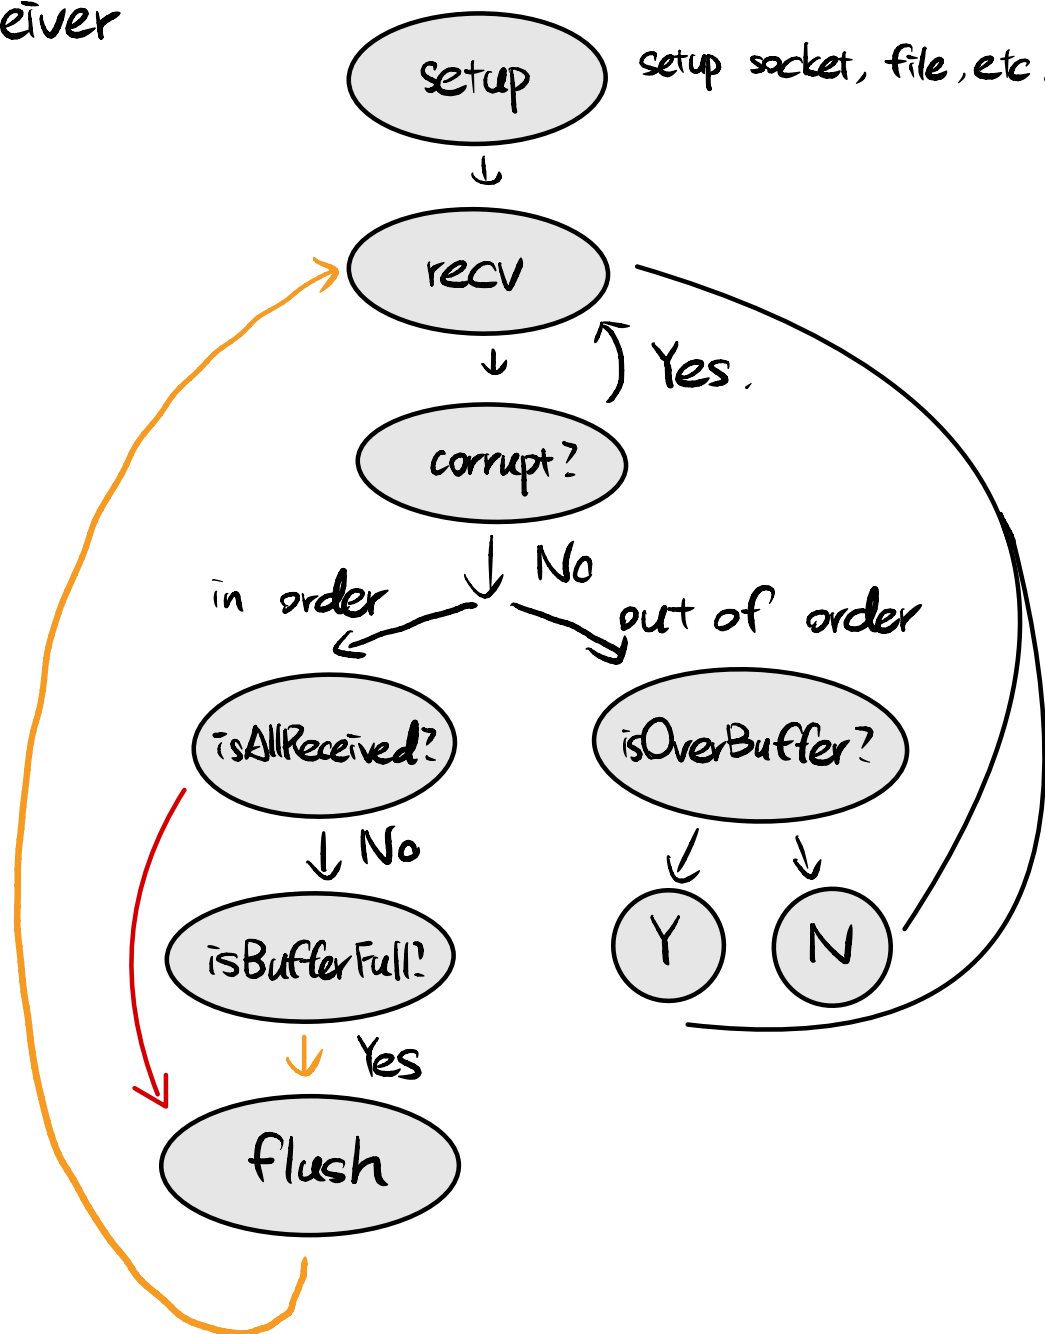 eiver
setup
setup socket, file, etc.
recv
Yes.
corrupt?
No
in order
out of order
isAllReceived?
isOverBuffer?
No
Y
N
isBufferFull?
Yes
flush